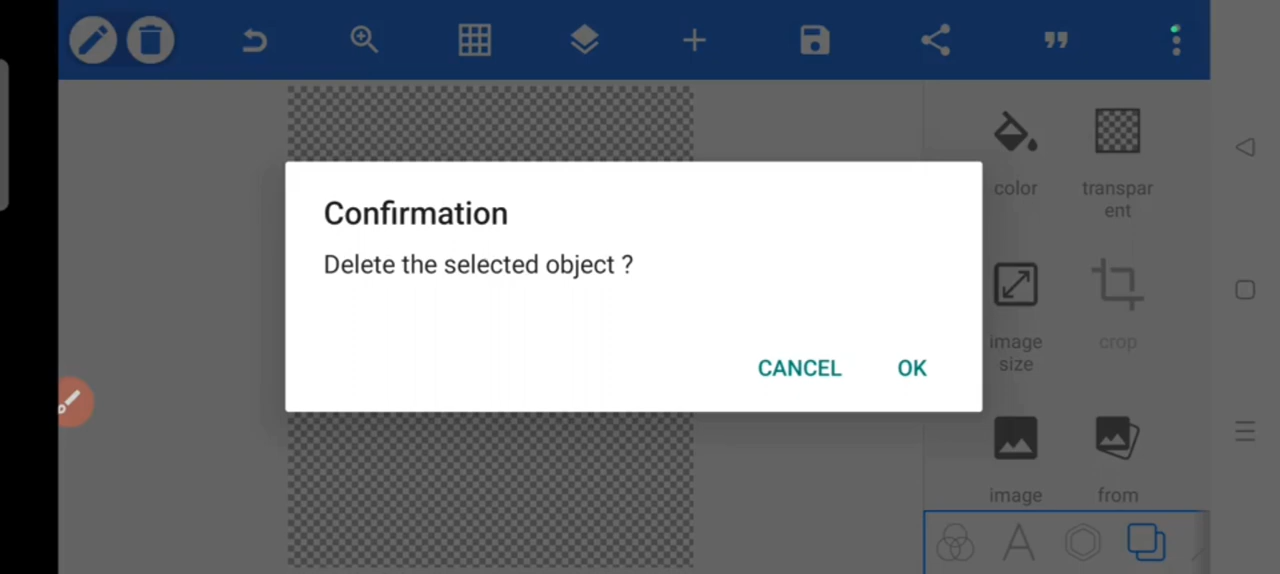 Confirmation
Delete the selected object ?
CANCEL OK
color
transpar
ent
image
size
crop
image
from